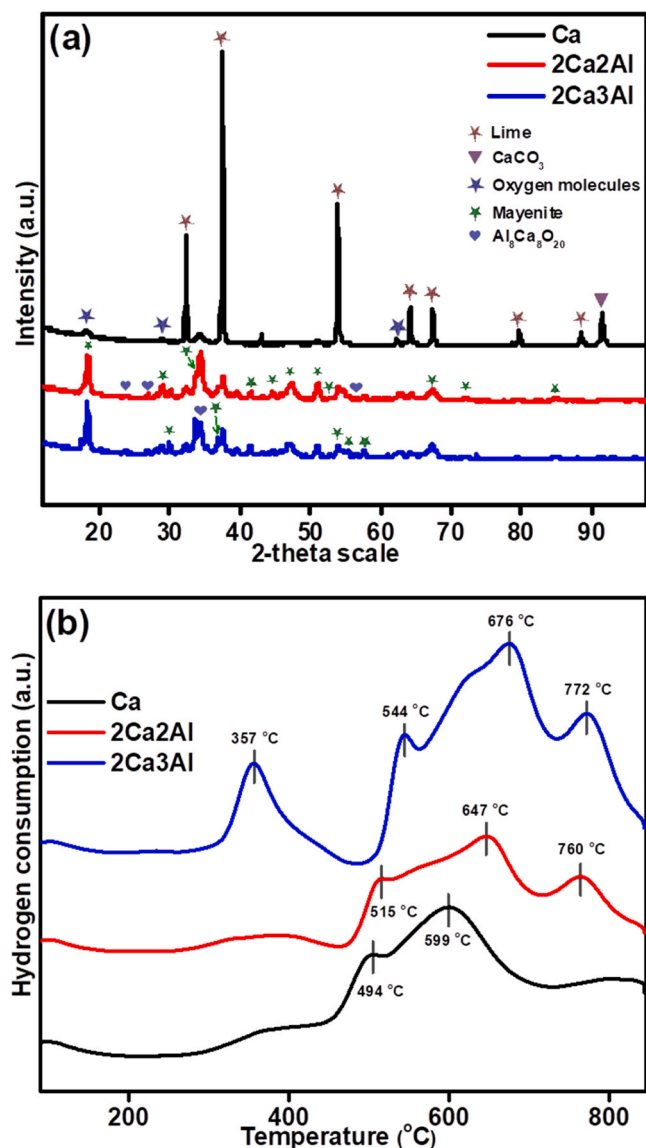 (a)
Ca
2Ca2Al
2Ca3Al
Lime
CaCO₃
Oxygen molecules
Mayenite
Al₈Ca₈O₂₀
Intensity (a.u.)
20 30 40 50 60 70 80 90
2-theta scale
(b)
Ca
2Ca2Al
2Ca3Al
676 °C
772 °C
544 °C
357 °C
647 °C
760 °C
515 °C
599 °C
494 °C
Hydrogen consumption (a.u.)
200 400 600 800
Temperature (°C)